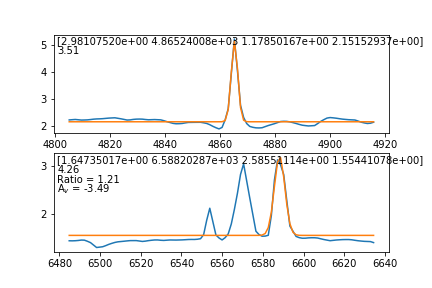 [2.98107520e+00 4.86524008e+03 1.17850167e+00 2.15152937e+00]
3.51
5
4
3
2
4800 4820 4840 4860 4880 4900 4920
[1.64735017e+00 6.58820287e+03 2.58551114e+00 1.55441078e+00]
4.26
Ratio = 1.21
Av = -3.49
3
2
6480 6500 6520 6540 6560 6580 6600 6620 6640